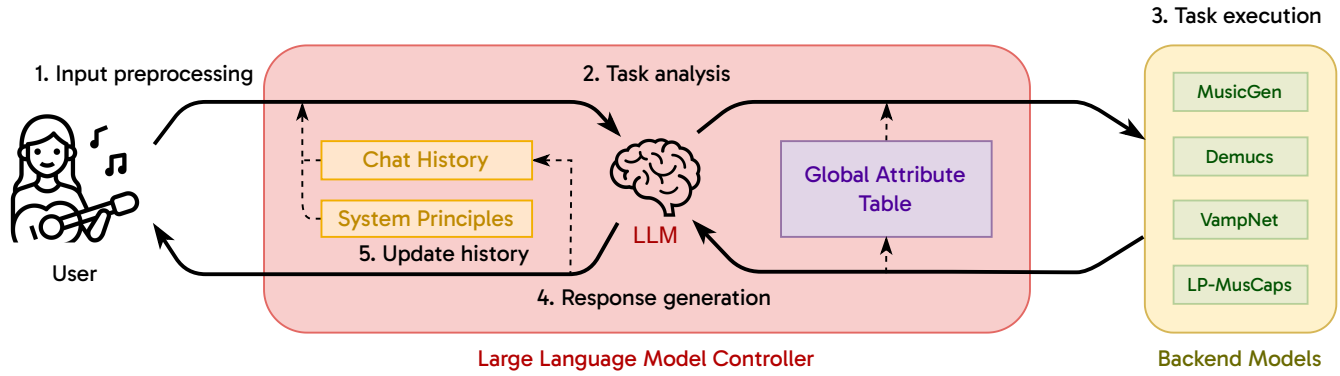 3. Task execution
1. Input preprocessing
2. Task analysis
MusicGen
Demucs
VampNet
LP-MusCaps
Chat History
System Principles
Global Attribute
Table
LLM
5. Update history
User
4. Response generation
Large Language Model Controller
Backend Models